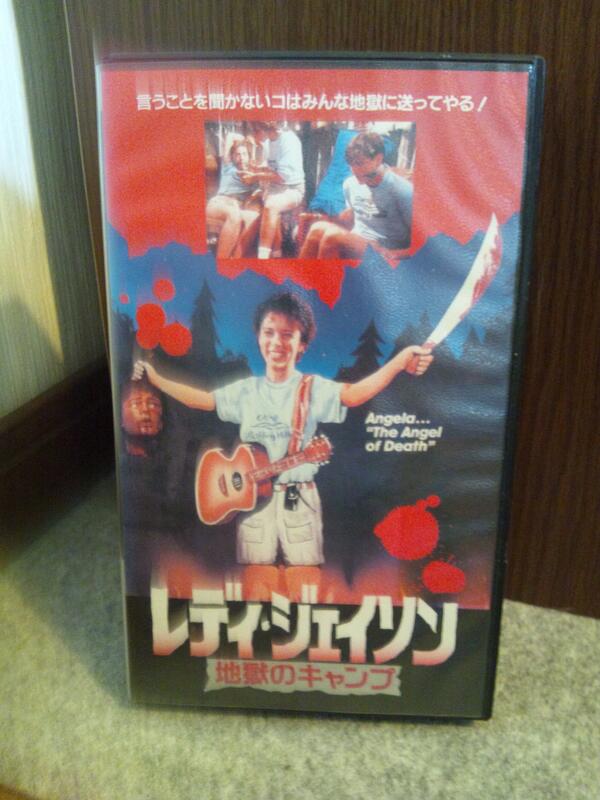 言うことを聞かないコはみんな地獄に送ってやる!
Angela...
"The Angel
of Death"
レディ・ジェイソン
地獄のキャンプ